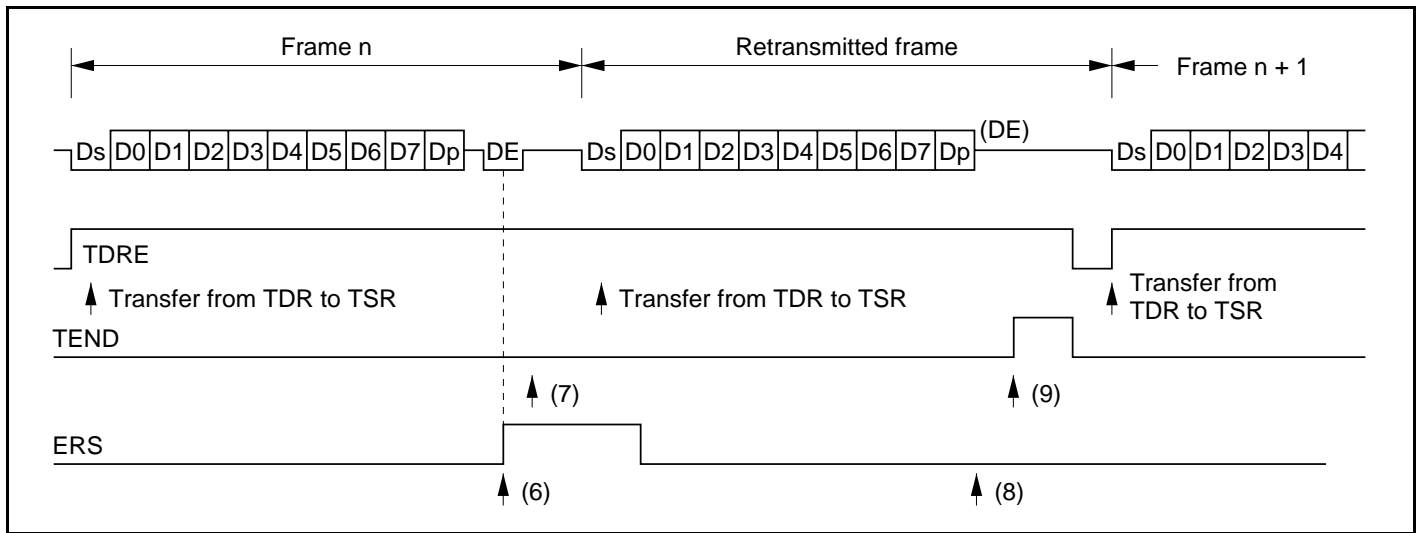 Frame n
Retransmitted frame
Frame n + 1
Ds D0 D1 D2 D3 D4 D5 D6 D7 Dp DE Ds D0 D1 D2 D3 D4 D5 D6 D7 Dp (DE) Ds D0 D1 D2 D3 D4
TDRE
Transfer from TDR to TSR
Transfer from TDR to TSR
Transfer from
TDR to TSR
TEND
(7)
(9)
ERS
(6)
(8)